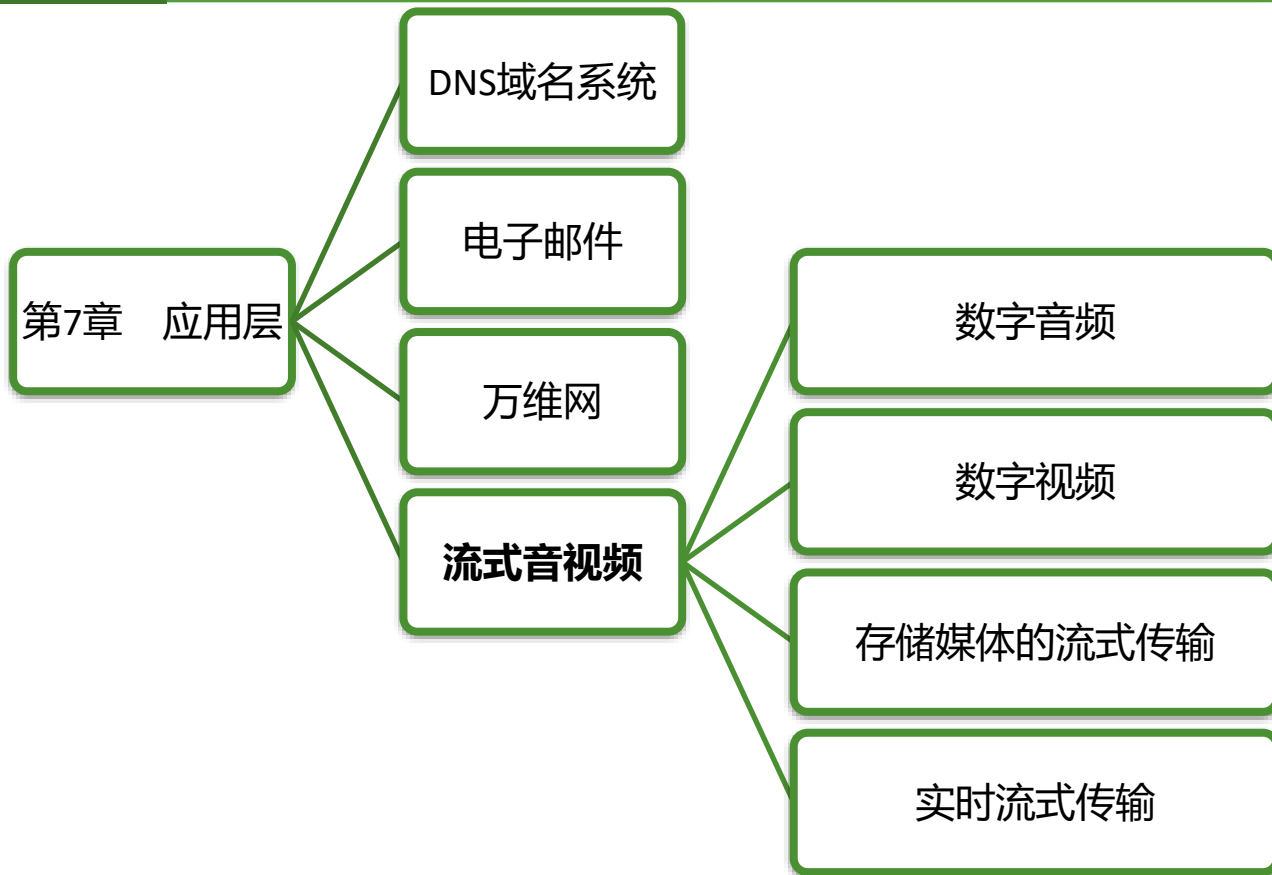 第7章　应用层
DNS域名系统
电子邮件
万维网
流式音视频
数字音频
数字视频
存储媒体的流式传输
实时流式传输